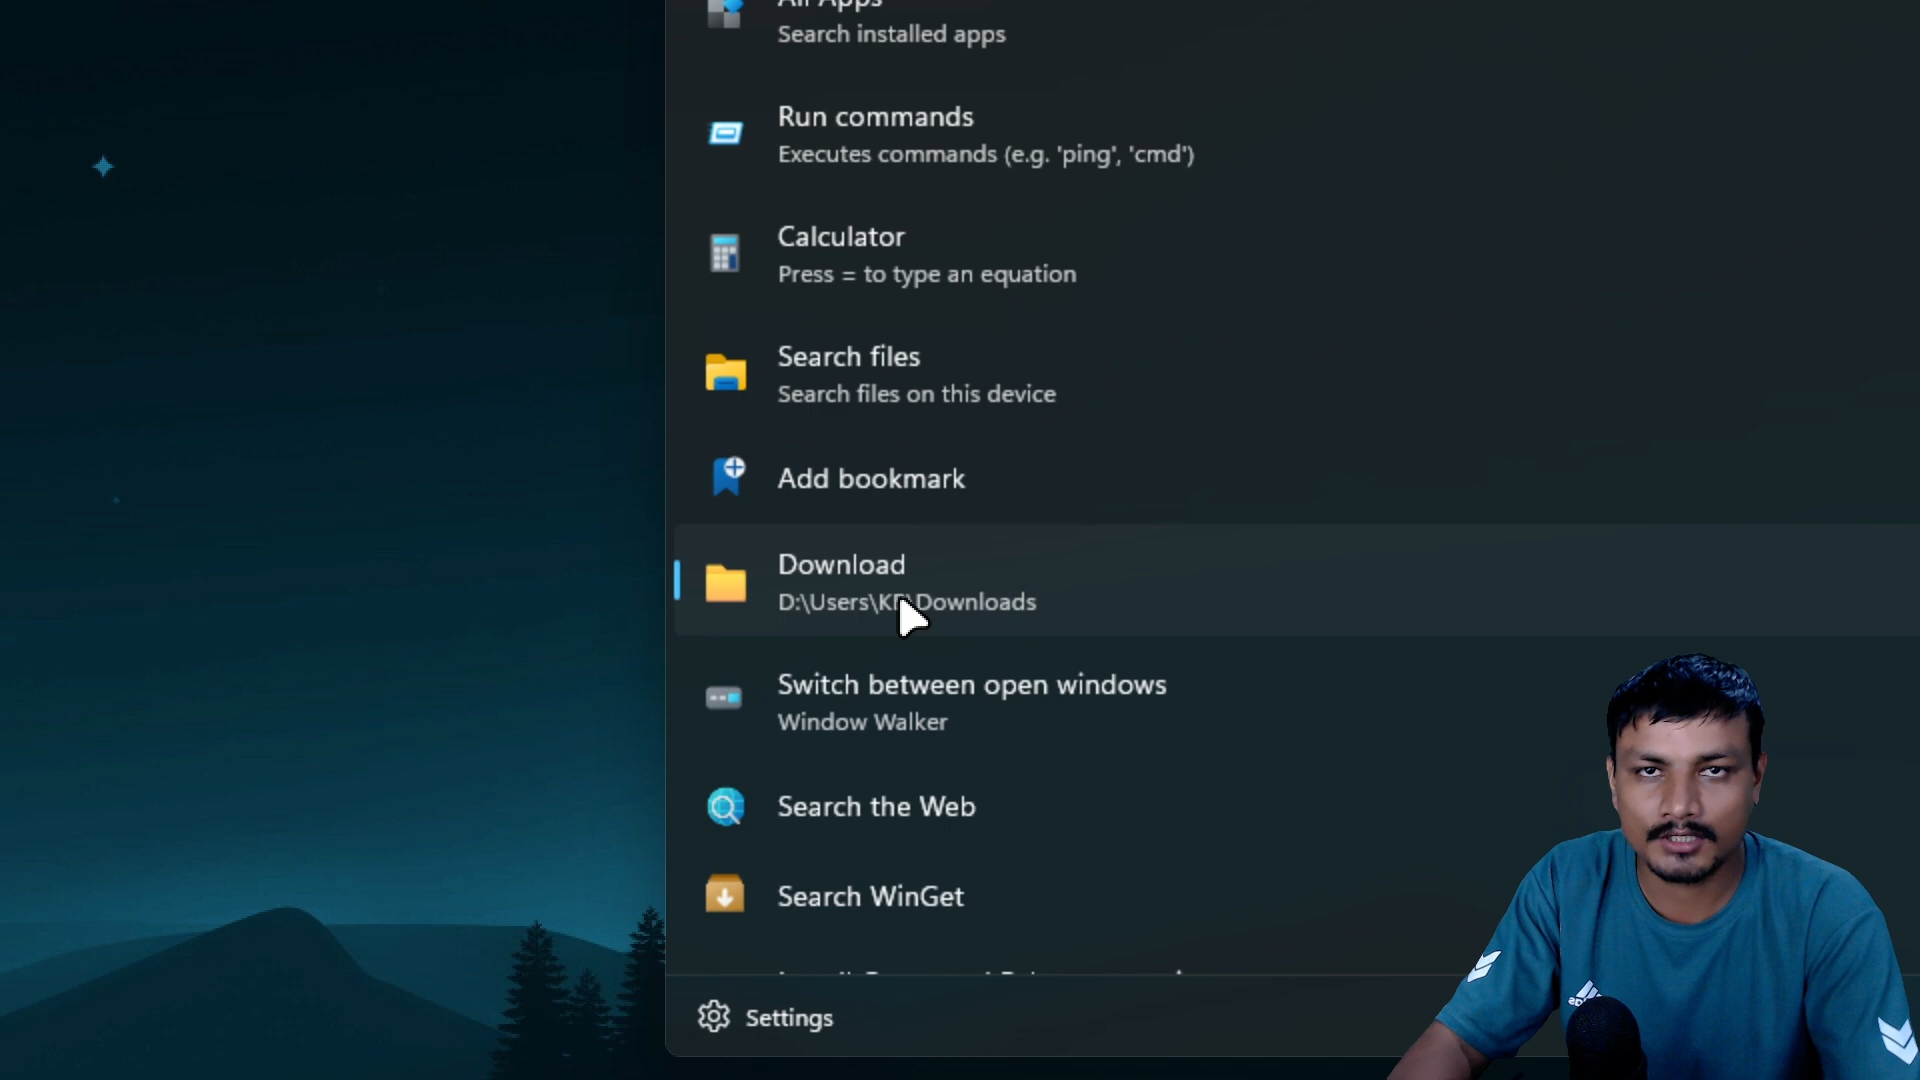 All Apps
Search installed apps
Run commands
Executes commands (e.g. 'ping', 'cmd')
Calculator
Press = to type an equation
Search files
Search files on this device
Add bookmark
Download
D:\Users\ Downloads
Switch between open windows
Window Walker
Search the Web
Search WinGet
Settings